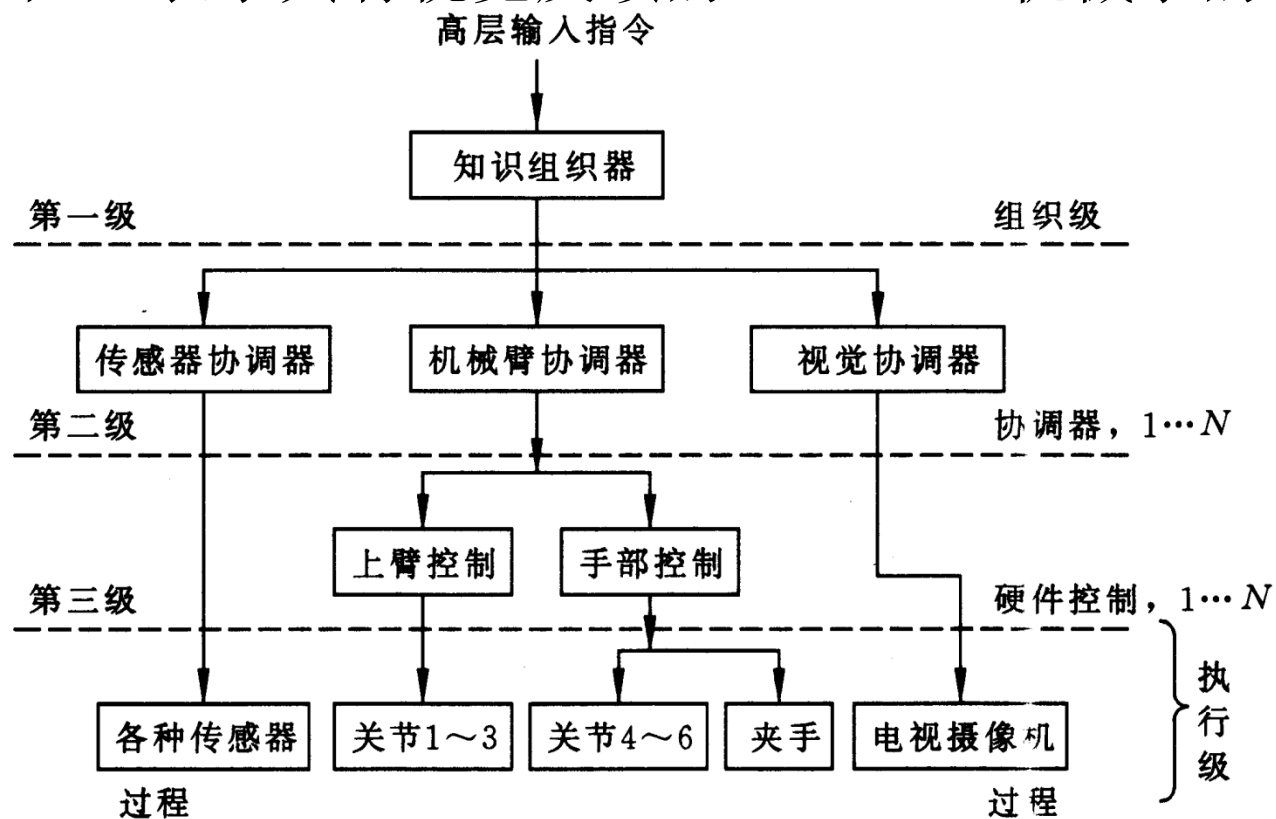 高层输入指令
知识组织器
第一级 组织级
传感器协调器 机械臂协调器 视觉协调器
第二级 协调器，1…N
上臂控制 手部控制
第三级 硬件控制，1…N
各种传感器 关节1～3 关节4～6 夹手 电视摄像机
执行级
过程 过程